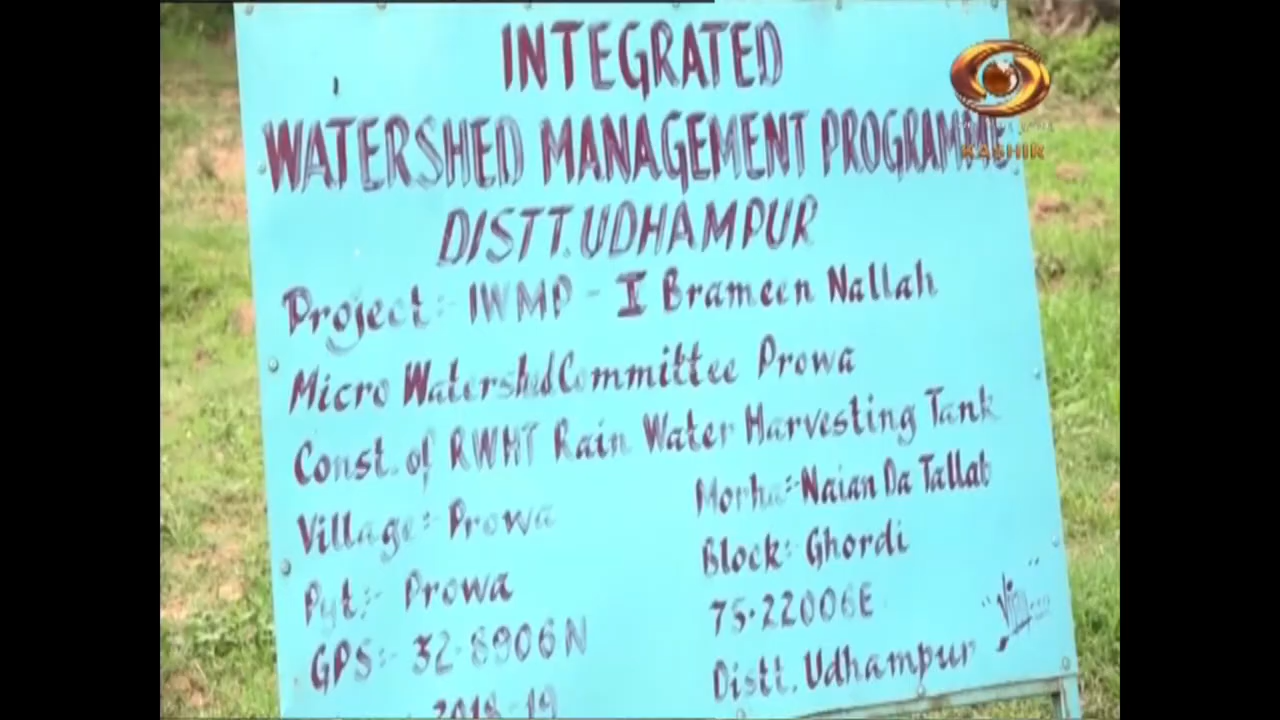 INTEGRATED
WATERSHED MANAGEMENT PROGRAMME
DISTT. UDHAMPUR
Project:- IWMP - I Brameen Nallah
Micro Watershed Committee Prowa
Const. of RWHT Rain Water Harvesting Tank
Village:- Prowa
Morha:- Naian Da Tallab
Pyt:- Prowa
Block:- Ghordi
GPS:- 32.8906N
75.22006E
2018-19
Distt. Udhampur
KASHIR